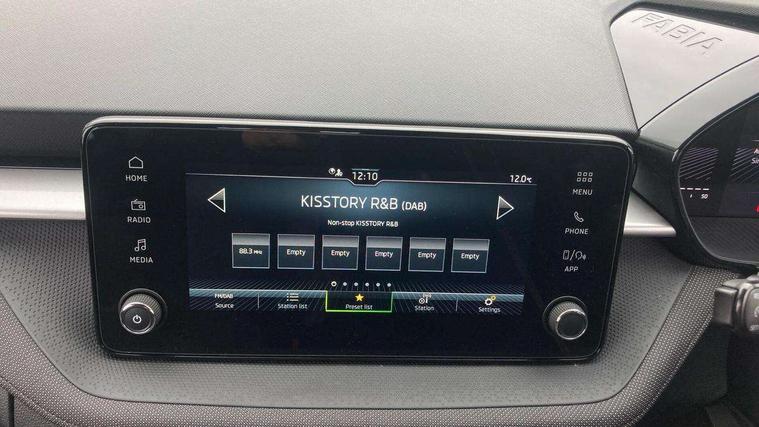 FABIA
HOME
RADIO
MEDIA
12:10
12.0°C
KISSTORY R&B (DAB)
Non-stop KISSTORY R&B
88.3 MHz
Empty
Empty
Empty
Empty
Empty
FM/DAB
Source
Station list
Preset list
Station
Settings
MENU
PHONE
APP
50